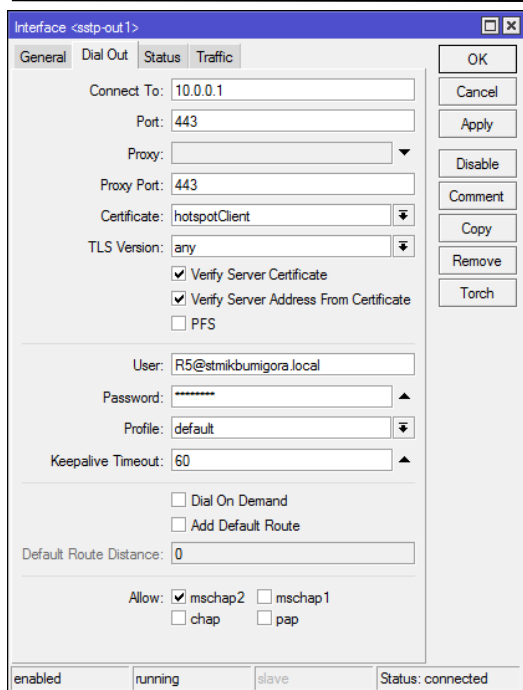 Interface <sstp-out1>
General Dial Out Status Traffic
Connect To: 10.0.0.1
Port: 443
Proxy:
Proxy Port: 443
Certificate: hotspotClient
TLS Version: any
Verify Server Certificate
Verify Server Address From Certificate
PFS
User: R5@stmikbumigora.local
Password: ********
Profile: default
Keepalive Timeout: 60
Dial On Demand
Add Default Route
Default Route Distance: 0
Allow: mschap2 mschap1
chap pap
OK
Cancel
Apply
Disable
Comment
Copy
Remove
Torch
enabled running slave Status: connected